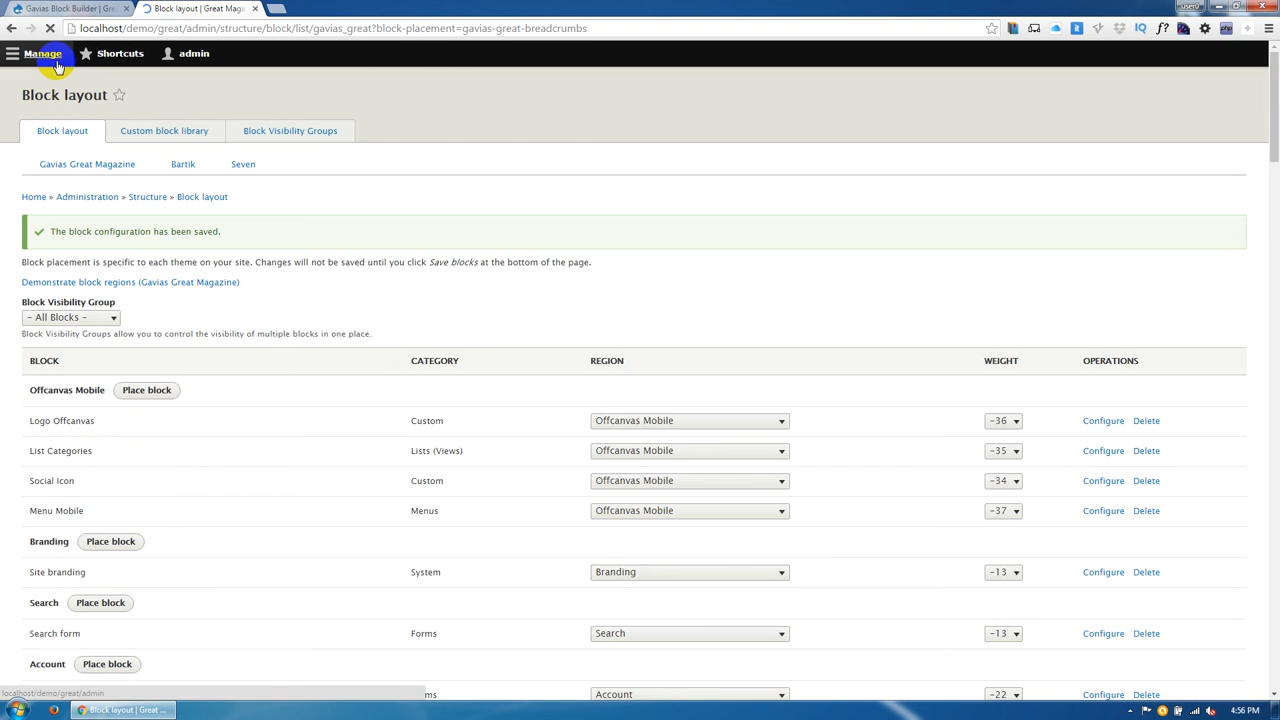 Gavias Block Builder | Gre
Block layout | Great Maga
user0
localhost/demo/great/admin/structure/block/list/gavias_great?block-placement=gavias-great-breadcrumbs
Manage Shortcuts admin
Block layout
Block layout Custom block library Block Visibility Groups
Gavias Great Magazine Bartik Seven
Home » Administration » Structure » Block layout
The block configuration has been saved.
Block placement is specific to each theme on your site. Changes will not be saved until you click Save blocks at the bottom of the page.
Demonstrate block regions (Gavias Great Magazine)
Block Visibility Group
- All Blocks -
Block Visibility Groups allow you to control the visibility of multiple blocks in one place.
BLOCK CATEGORY REGION WEIGHT OPERATIONS
Offcanvas Mobile Place block
Logo Offcanvas Custom Offcanvas Mobile -36 Configure Delete
List Categories Lists (Views) Offcanvas Mobile -35 Configure Delete
Social Icon Custom Offcanvas Mobile -34 Configure Delete
Menu Mobile Menus Offcanvas Mobile -37 Configure Delete
Branding Place block
Site branding System Branding -13 Configure Delete
Search Place block
Search form Forms Search -13 Configure Delete
Account Place block
localhost/demo/great/admin
ms Account -22 Configure Delete
Block layout | Great ...
4:56 PM